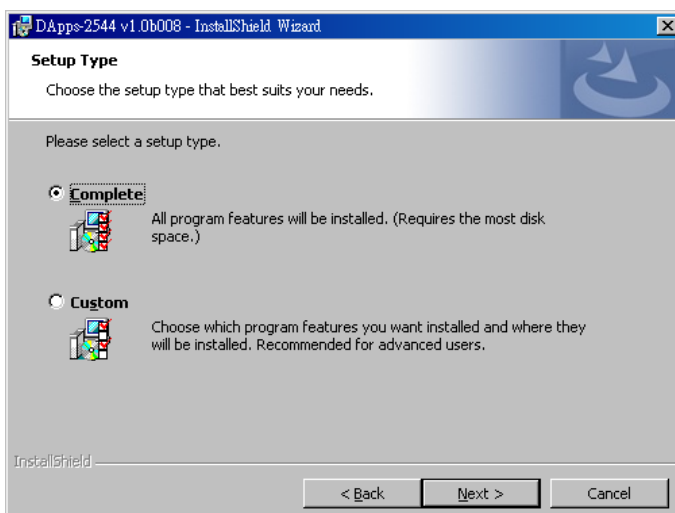 DApps-2544 v1.0b008 - InstallShield Wizard
Setup Type
Choose the setup type that best suits your needs.
Please select a setup type.
Complete
All program features will be installed. (Requires the most disk
space.)
Custom
Choose which program features you want installed and where they
will be installed. Recommended for advanced users.
InstallShield
< Back Next > Cancel